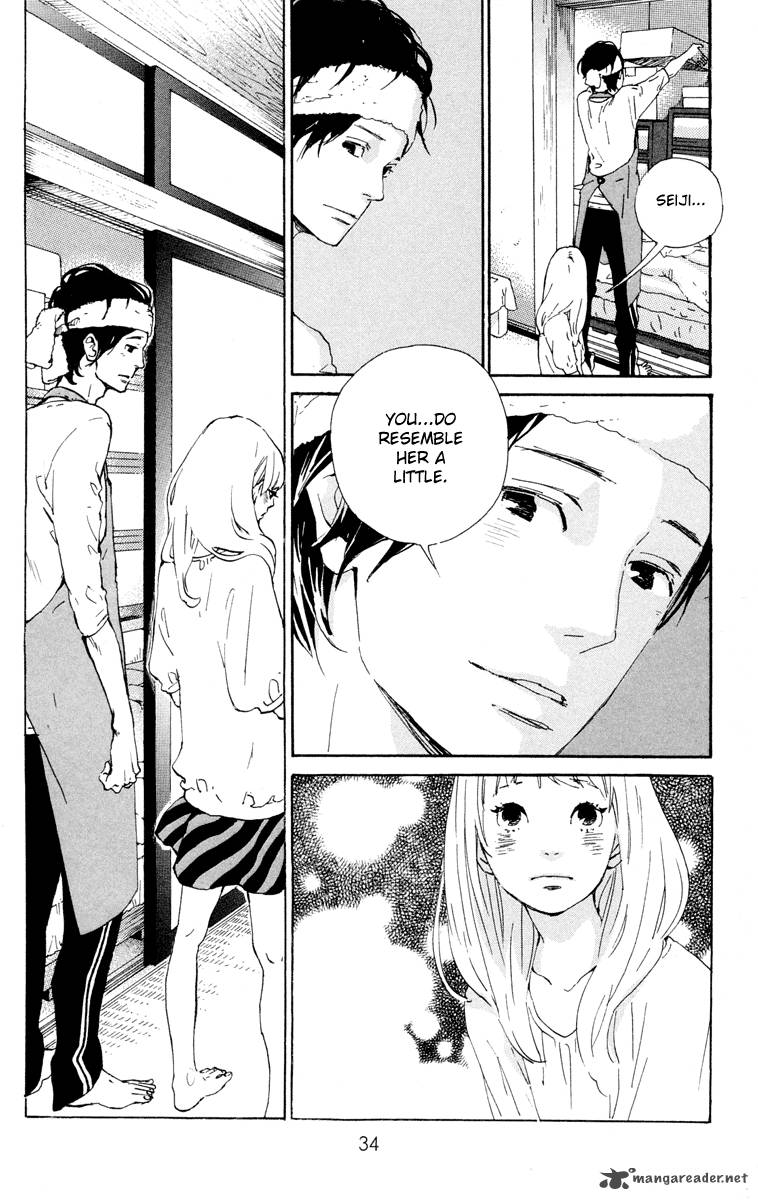 SEIJI...
YOU...DO
RESEMBLE
HER A
LITTLE.
34
mangareader.net